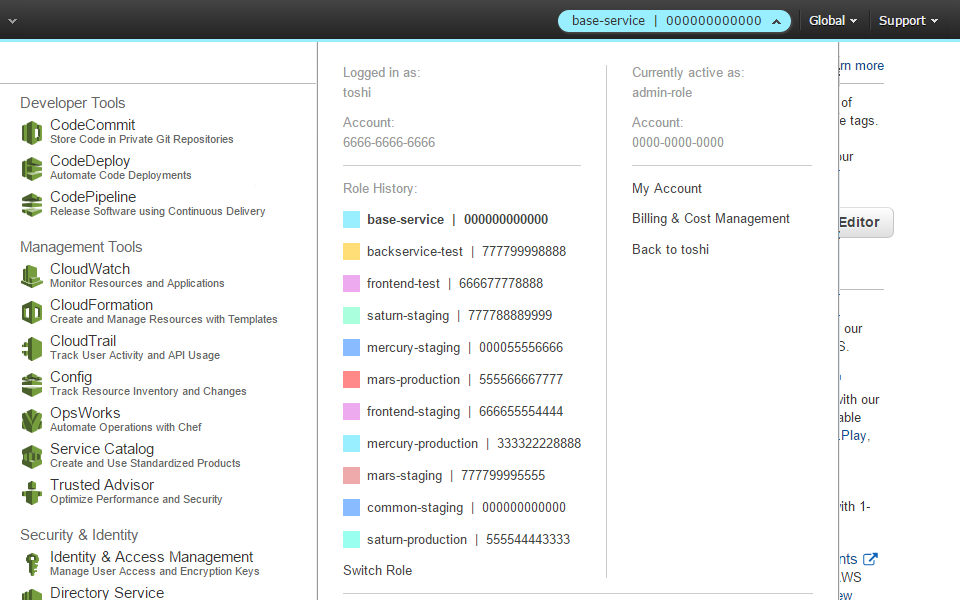 base-service | 000000000000
Global
Support
Developer Tools
CodeCommit
Store Code in Private Git Repositories
CodeDeploy
Automate Code Deployments
CodePipeline
Release Software using Continuous Delivery
Management Tools
CloudWatch
Monitor Resources and Applications
CloudFormation
Create and Manage Resources with Templates
CloudTrail
Track User Activity and API Usage
Config
Track Resource Inventory and Changes
OpsWorks
Automate Operations with Chef
Service Catalog
Create and Use Standardized Products
Trusted Advisor
Optimize Performance and Security
Security & Identity
Identity & Access Management
Manage User Access and Encryption Keys
Directory Service
Logged in as:
toshi
Account:
6666-6666-6666
Role History:
base-service | 000000000000
backservice-test | 777799998888
frontend-test | 666677778888
saturn-staging | 777788889999
mercury-staging | 000055556666
mars-production | 555566667777
frontend-staging | 666655554444
mercury-production | 333322228888
mars-staging | 777799995555
common-staging | 000000000000
saturn-production | 555544443333
Switch Role
Currently active as:
admin-role
Account:
0000-0000-0000
My Account
Billing & Cost Management
Back to toshi
rn more
of
e tags.
our
Editor
our
S.
with our
able
Play,
with 1-
nts
WS
ew